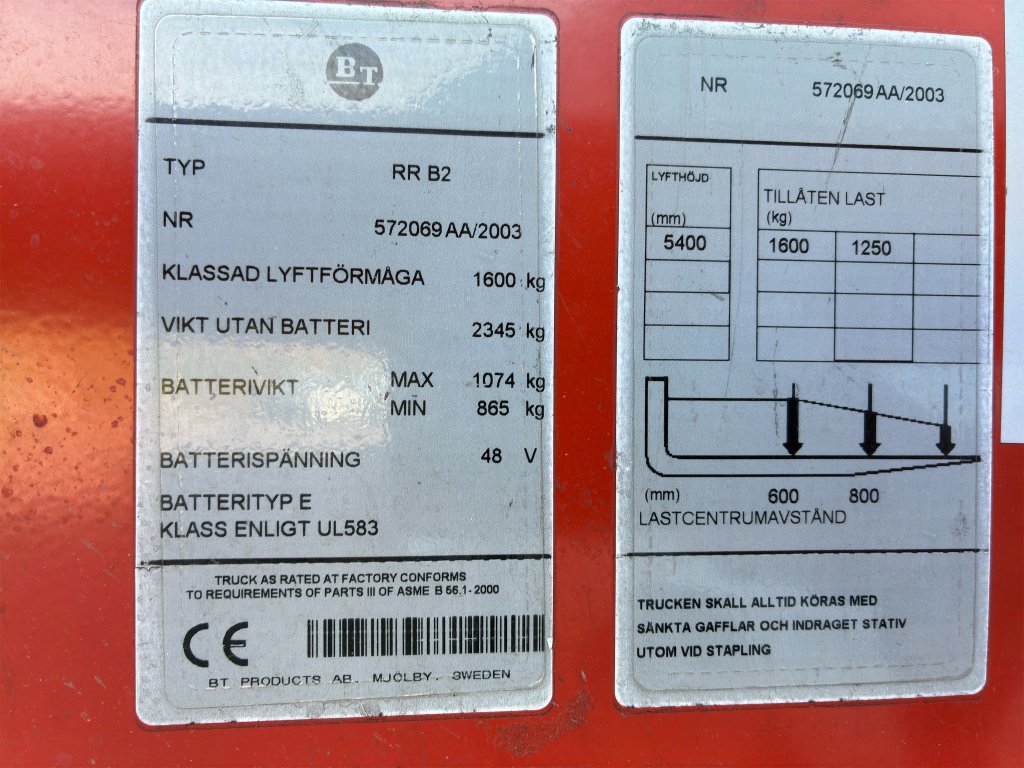 BT
TYP RR B2
NR 572069AA/2003
KLASSAD LYFTFÖRMÅGA 1600 kg
VIKT UTAN BATTERI 2345 kg
BATTERIVIKT MAX 1074 kg
MIN 865 kg
BATTERISPÄNNING 48 V
BATTERITYP E
KLASS ENLIGT UL583
TRUCK AS RATED AT FACTORY CONFORMS
TO REQUIREMENTS OF PARTS III OF ASME B 56.1-2000
CE
BT PRODUCTS AB. MJÖLBY. SWEDEN
NR 572069AA/2003
LYFTHÖJD
(mm)
5400
TILLÅTEN LAST
(kg)
1600 1250
(mm) 600 800
LASTCENTRUMAVSTÅND
TRUCKEN SKALL ALLTID KÖRAS MED
SÄNKTA GAFFLAR OCH INDRAGET STATIV
UTOM VID STAPLING